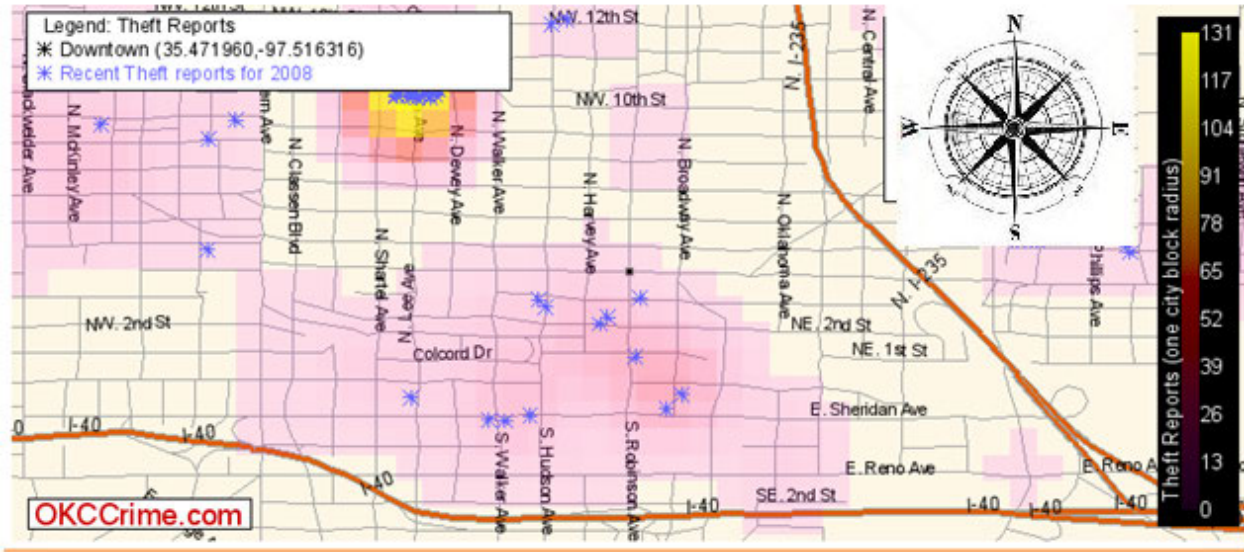 Legend: Theft Reports
Downtown (35.471960,-97.516316)
Recent Theft reports for 2008
NW. 12th St
N. I-235
N. Central Ave
N
W
E
S
NW. 10th St
N. McKinley Ave
N. Classen Blvd
Ave
N. Dewey Ave
N. Walker Ave
N. Harvey Ave
N. Broadway Ave
N. Oklahoma Ave
N. Shartel Ave
N. Lee Ave
N. I-235
NW. 2nd St
Colcord Dr
NE. 2nd St
NE. 1st St
E. Sheridan Ave
E. Reno Ave
E. Reno A
SE. 2nd St
S. Walker Ave
S. Hudson Ave
S. Robinson Ave
I-40
I-40
I-40
I-40
I-40
I-40
OKCCrime.com
Theft Reports (one city block radius)
131
117
104
91
78
65
52
39
26
13
0